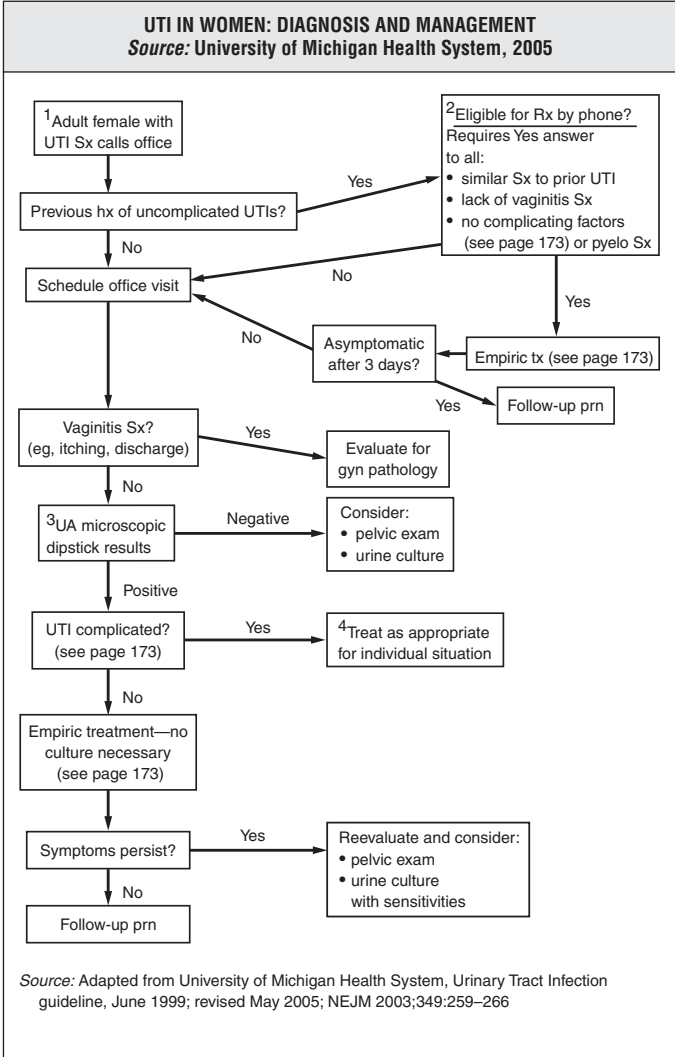 UTI IN WOMEN: DIAGNOSIS AND MANAGEMENT
Source: University of Michigan Health System, 2005
1Adult female with
UTI Sx calls office
2Eligible for Rx by phone?
Requires Yes answer
to all:
• similar Sx to prior UTI
• lack of vaginitis Sx
• no complicating factors
(see page 173) or pyelo Sx
Previous hx of uncomplicated UTIs?
Yes
No
Schedule office visit
No
Yes
No
Asymptomatic
after 3 days?
Empiric tx (see page 173)
Yes
Follow-up prn
Vaginitis Sx?
(eg, itching, discharge)
Yes
Evaluate for
gyn pathology
No
3UA microscopic
dipstick results
Negative
Consider:
• pelvic exam
• urine culture
Positive
UTI complicated?
(see page 173)
Yes
4Treat as appropriate
for individual situation
No
Empiric treatment—no
culture necessary
(see page 173)
Symptoms persist?
Yes
Reevaluate and consider:
• pelvic exam
• urine culture
with sensitivities
No
Follow-up prn
Source: Adapted from University of Michigan Health System, Urinary Tract Infection
guideline, June 1999; revised May 2005; NEJM 2003;349:259–266